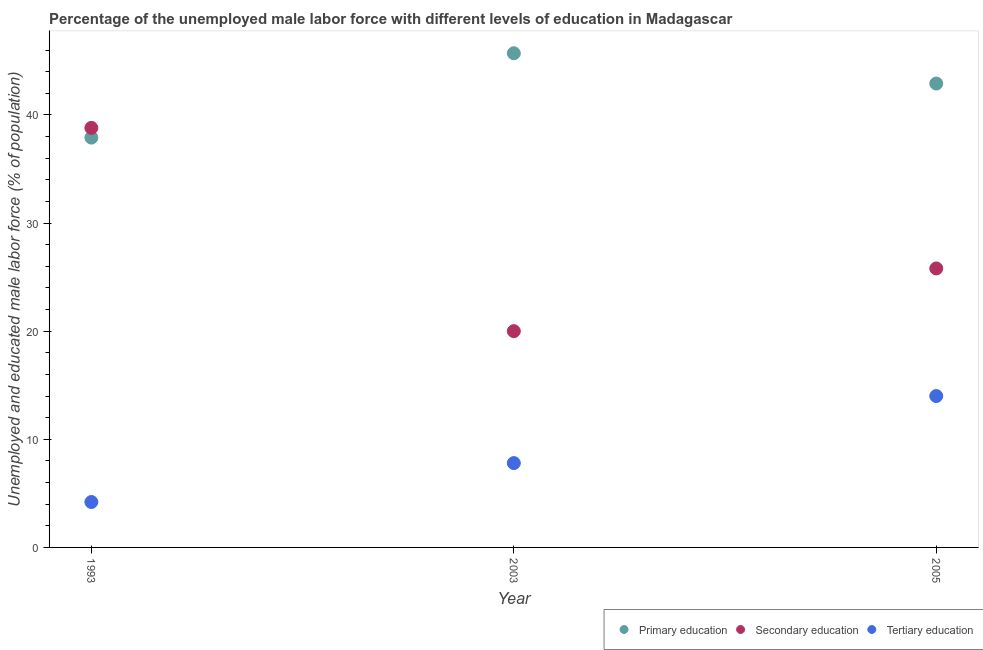 Percentage of the unemployed male labor force with different levels of education in Madagascar
Unemployed and educated male labor force (% of population)
40
30
20
10
0
1993
2003
2005
Year
Primary education
Secondary education
Tertiary education